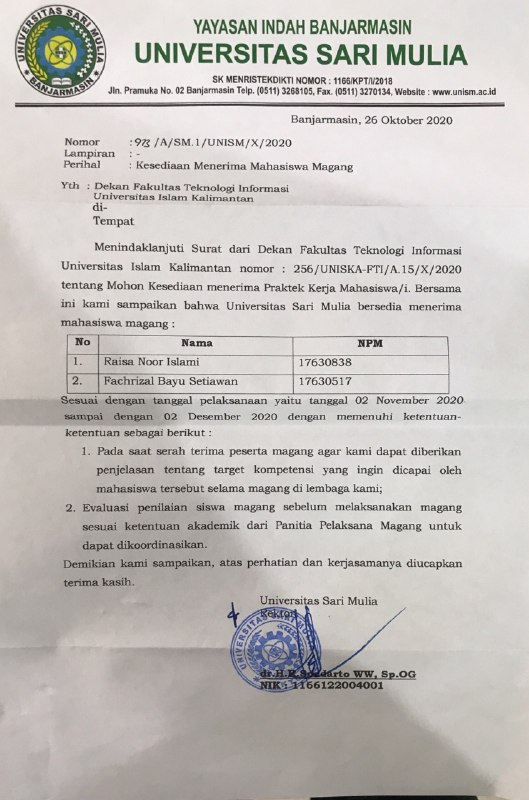 UNIVERSITAS SARI MULIA
BANJARMASIN
YAYASAN INDAH BANJARMASIN
UNIVERSITAS SARI MULIA
SK MENRISTEKDIKTI NOMOR : 1166/KPT/I/2018
Jln. Pramuka No. 02 Banjarmasin Telp. (0511) 3268105, Fax. (0511) 3270134, Website : www.unism.ac.id
Banjarmasin, 26 Oktober 2020
Nomor : /A/SM.1/UNISM/X/2020
Lampiran : -
Perihal : Kesediaan Menerima Mahasiswa Magang
Yth : Dekan Fakultas Teknologi Informasi
Universitas Islam Kalimantan
di-
Tempat
Menindaklanjuti Surat dari Dekan Fakultas Teknologi Informasi
Universitas Islam Kalimantan nomor : 256/UNISKA-FTI/A.15/X/2020
tentang Mohon Kesediaan menerima Praktek Kerja Mahasiswa/i. Bersama
ini kami sampaikan bahwa Universitas Sari Mulia bersedia menerima
mahasiswa magang :
No Nama NPM
1. Raisa Noor Islami 17630838
2. Fachrizal Bayu Setiawan 17630517
Sesuai dengan tanggal pelaksanaan yaitu tanggal 02 November 2020
sampai dengan 02 Desember 2020 dengan memenuhi ketentuan-
ketentuan sebagai berikut :
1. Pada saat serah terima peserta magang agar kami dapat diberikan
penjelasan tentang target kompetensi yang ingin dicapai oleh
mahasiswa tersebut selama magang di lembaga kami;
2. Evaluasi penilaian siswa magang sebelum melaksanakan magang
sesuai ketentuan akademik dari Panitia Pelaksana Magang untuk
dapat dikoordinasikan.
Demikian kami sampaikan, atas perhatian dan kerjasamanya diucapkan
terima kasih.
Universitas Sari Mulia
Rektor
UNIVERSITAS SARI MULIA
dr.H.R.Soedarto WW, Sp.OG
NIK : 1166122004001